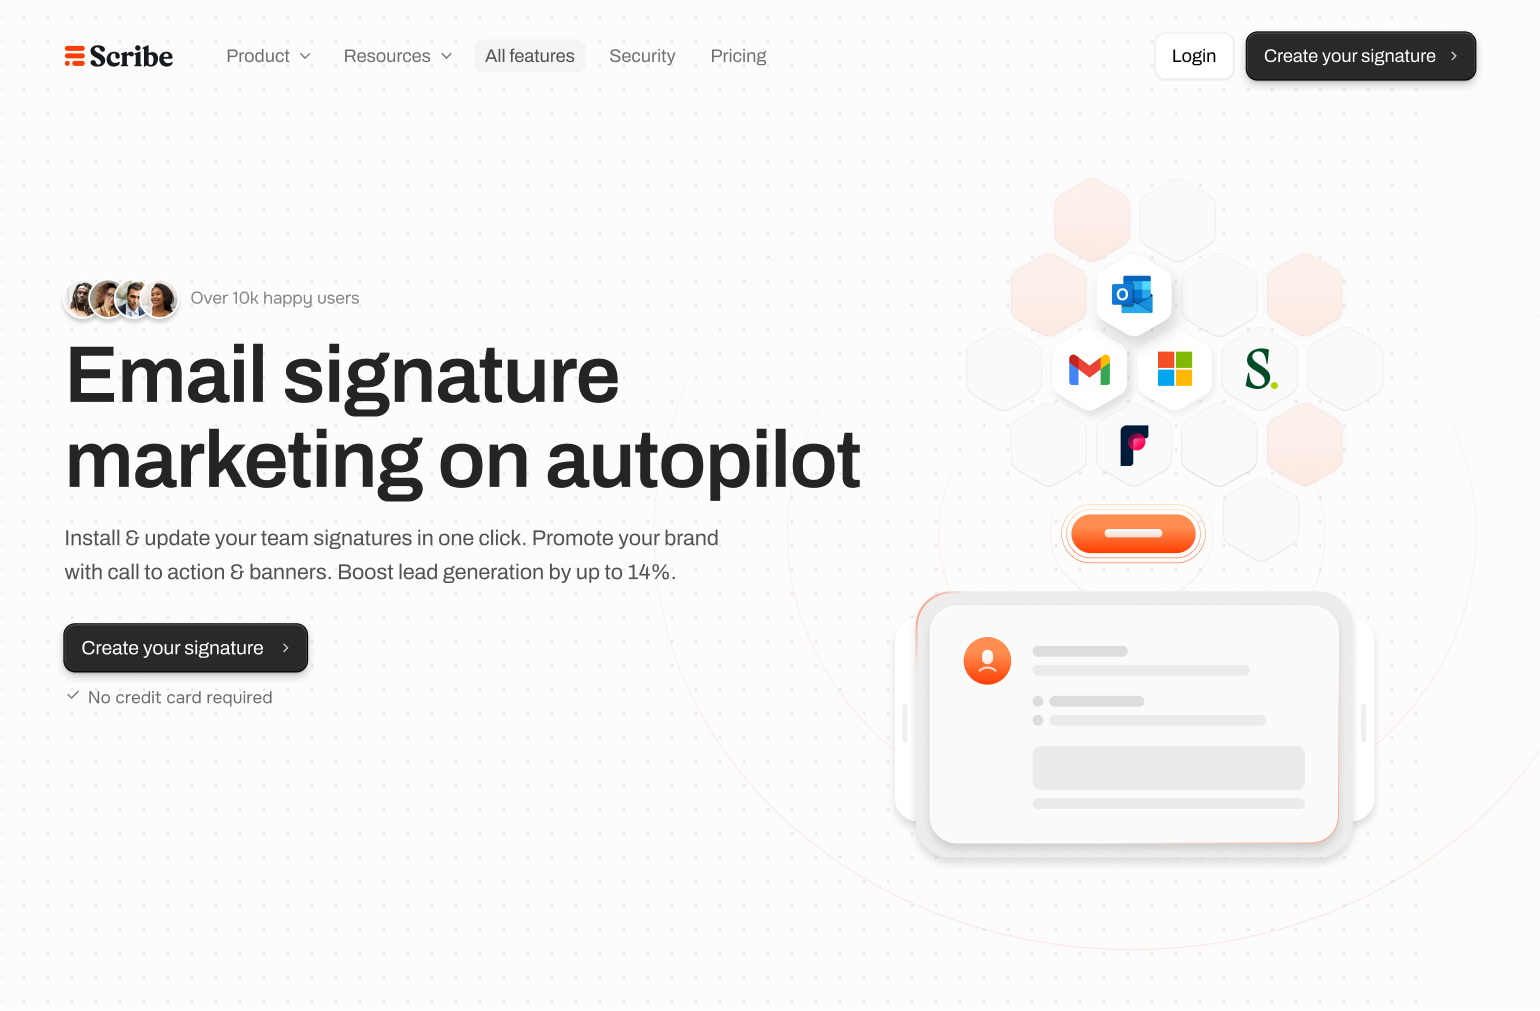 Scribe
Product
Resources
All features
Security
Pricing
Login
Create your signature
Over 10k happy users
Email signature
marketing on autopilot
Install & update your team signatures in one click. Promote your brand
with call to action & banners. Boost lead generation by up to 14%.
Create your signature
No credit card required
O
S.